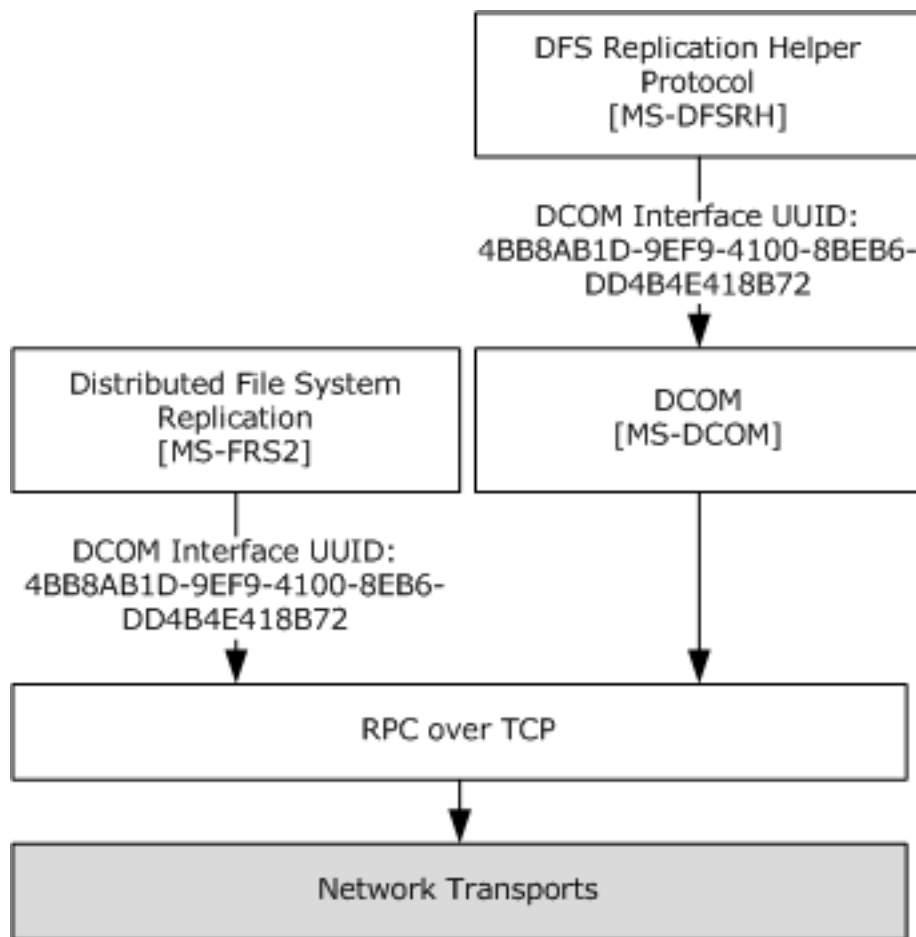 DFS Replication Helper
Protocol
[MS-DFSRH]
DCOM Interface UUID:
4BB8AB1D-9EF9-4100-8BEB6-
DD4B4E418B72
Distributed File System
Replication
[MS-FRS2]
DCOM
[MS-DCOM]
DCOM Interface UUID:
4BB8AB1D-9EF9-4100-8EB6-
DD4B4E418B72
RPC over TCP
Network Transports